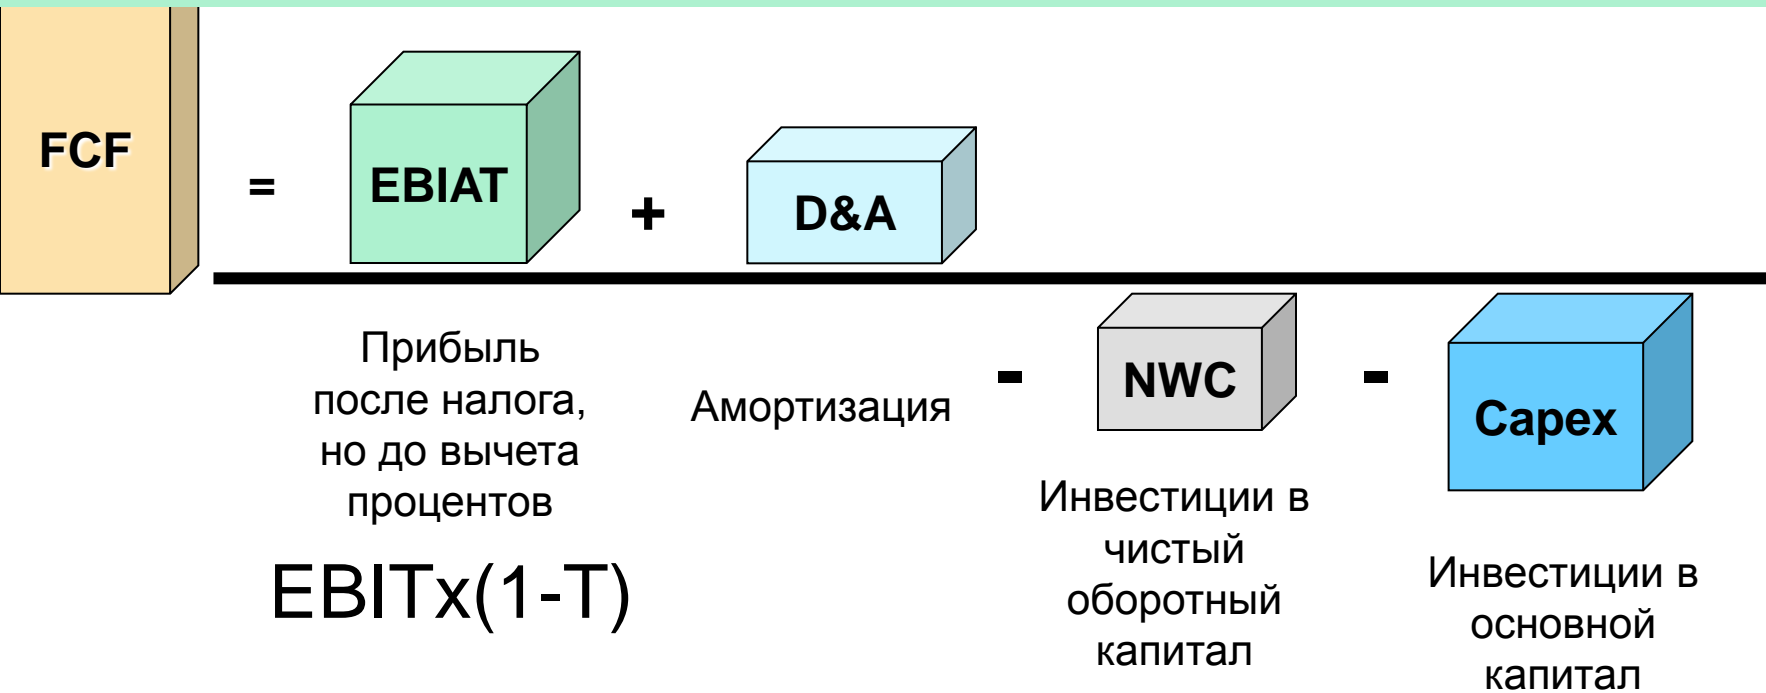 FCF
=
EBIAT
+
D&A
Прибыль
после налога,
но до вычета
процентов
EBITx(1-T)
Амортизация
-
NWC
Инвестиции в
чистый
оборотный
капитал
-
Capex
Инвестиции в
основной
капитал